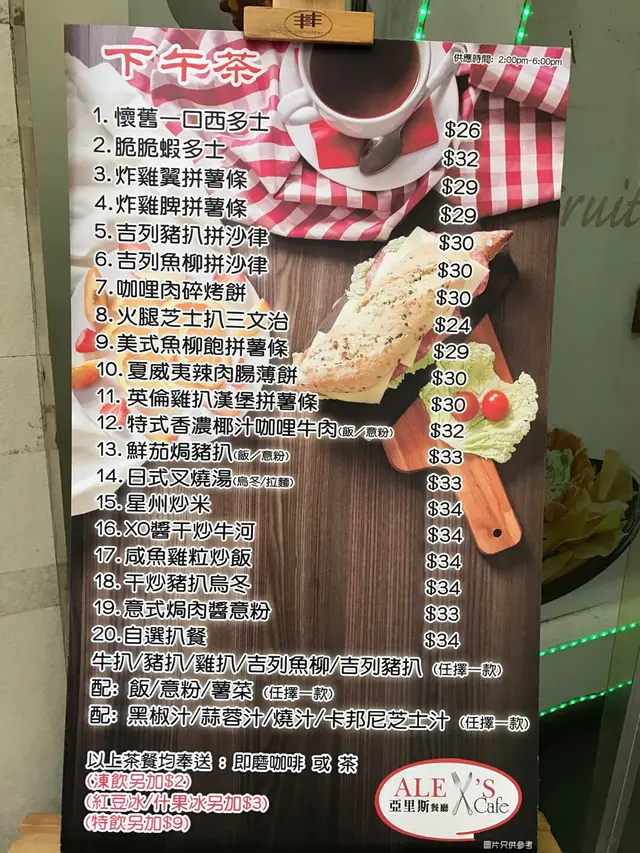 下午茶
供應時間: 2:00pm-6:00pm
1. 懷舊一口西多士 $26
2. 脆脆蝦多士 $32
3. 炸雞翼拼薯條 $29
4. 炸雞脾拼薯條 $29
5. 吉列豬扒拼沙律 $30
6. 吉列魚柳拼沙律 $30
7. 咖哩肉碎烤餅 $30
8. 火腿芝士扒三文治 $24
9. 美式魚柳飽拼薯條 $29
10. 夏威夷辣肉腸薄餅 $30
11. 英倫雞扒漢堡拼薯條 $30
12. 特式香濃椰汁咖哩牛肉(飯/意粉) $32
13. 鮮茄焗豬扒(飯/意粉) $33
14. 日式叉燒湯(烏冬/拉麵) $33
15. 星州炒米 $34
16. XO醬干炒牛河 $34
17. 咸魚雞粒炒飯 $34
18. 干炒豬扒烏冬 $34
19. 意式焗肉醬意粉 $33
20. 自選扒餐 $34
牛扒/豬扒/雞扒/吉列魚柳/吉列豬扒 (任擇一款)
配: 飯/意粉/薯菜 (任擇一款)
配: 黑椒汁/蒜蓉汁/燒汁/卡邦尼芝士汁 (任擇一款)
以上茶餐均奉送 : 即磨咖啡 或 茶
(凍飲另加$2)
(紅豆冰/什果冰另加$3)
(特飲另加$9)
ALEX'S
亞里斯餐廳 Cafe
圖片只供參考